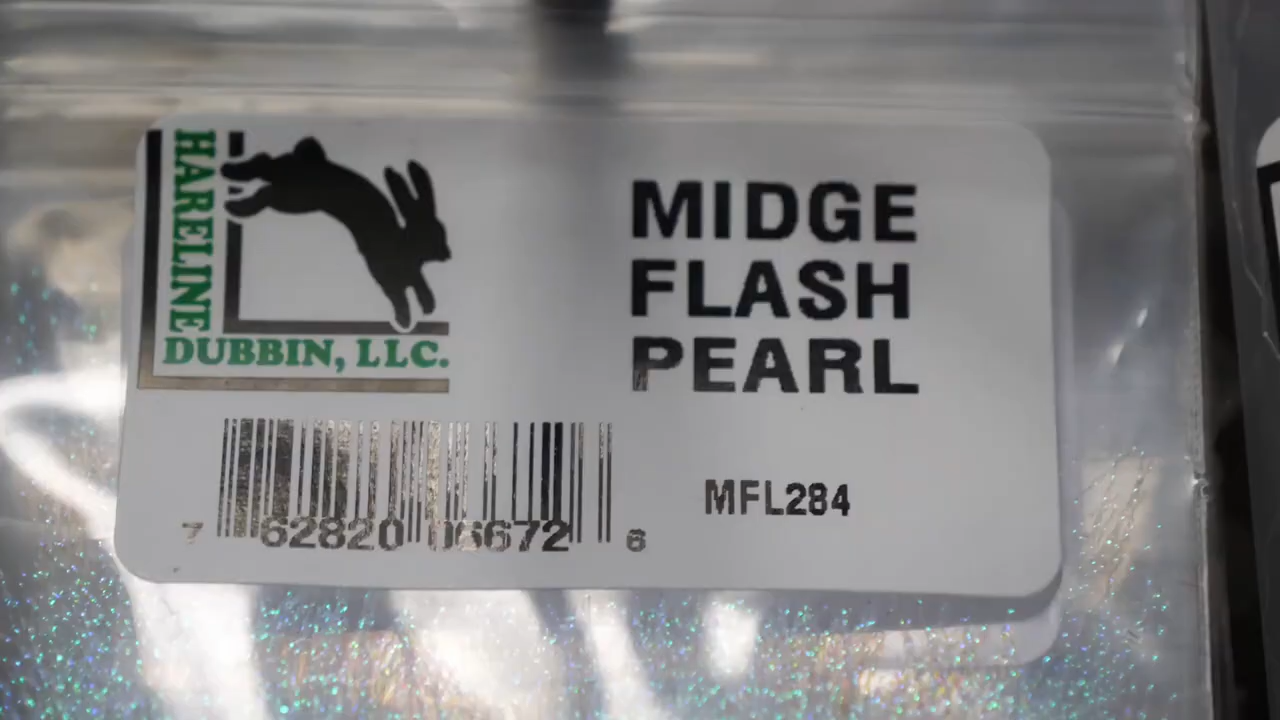 HARELINE
DUBBIN, LLC.
MIDGE
FLASH
PEARL
MFL284
7 62820 06672 6